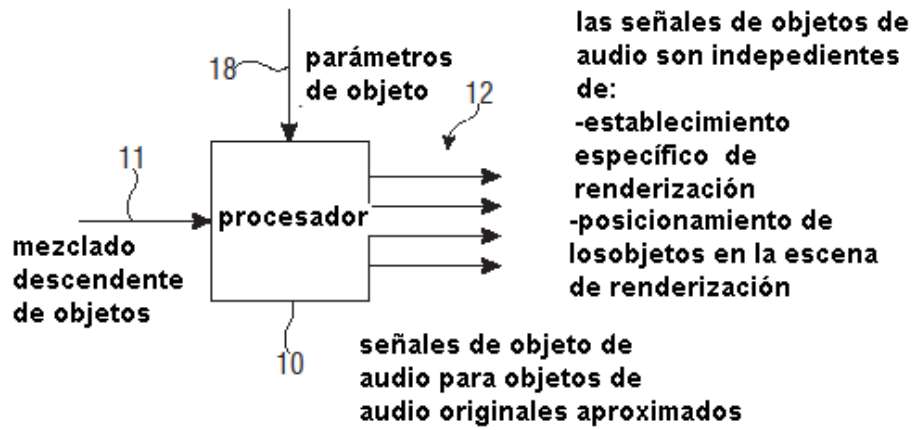 18
parámetros
de objeto
12
las señales de objetos de
audio son indepedientes
de:
-establecimiento
específico de
renderización
-posicionamiento de
losobjetos en la escena
de renderización
11
procesador
mezclado
descendente
de objetos
10
señales de objeto de
audio para objetos de
audio originales aproximados